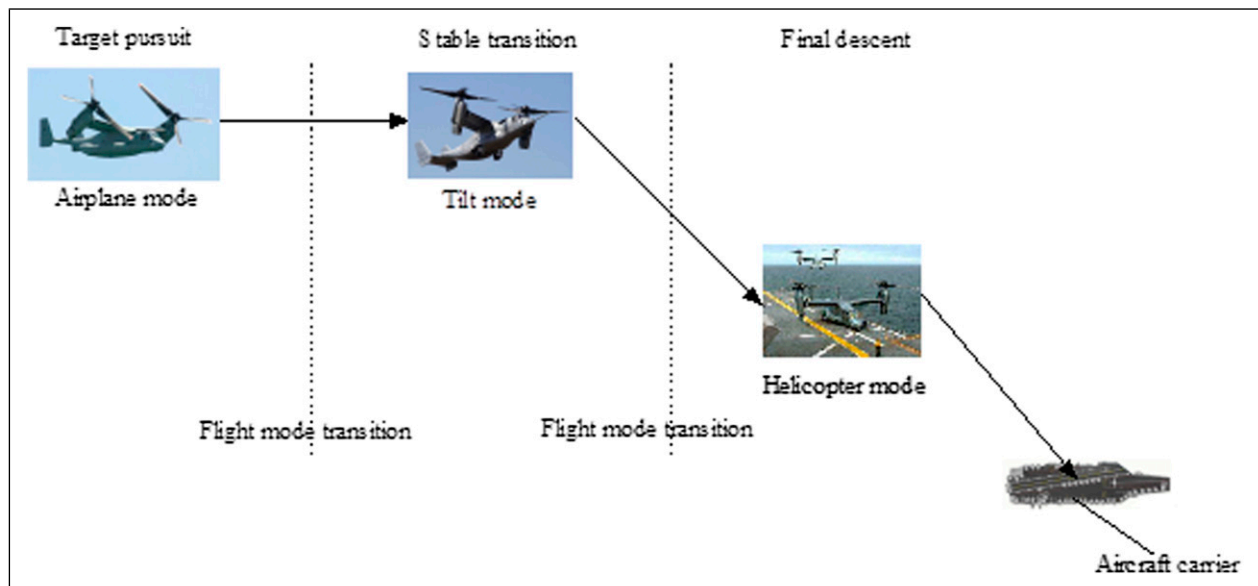 Target pursuit
Stable transition
Final descent
Airplane mode
Tilt mode
Helicopter mode
Flight mode transition
Flight mode transition
Aircraft carrier